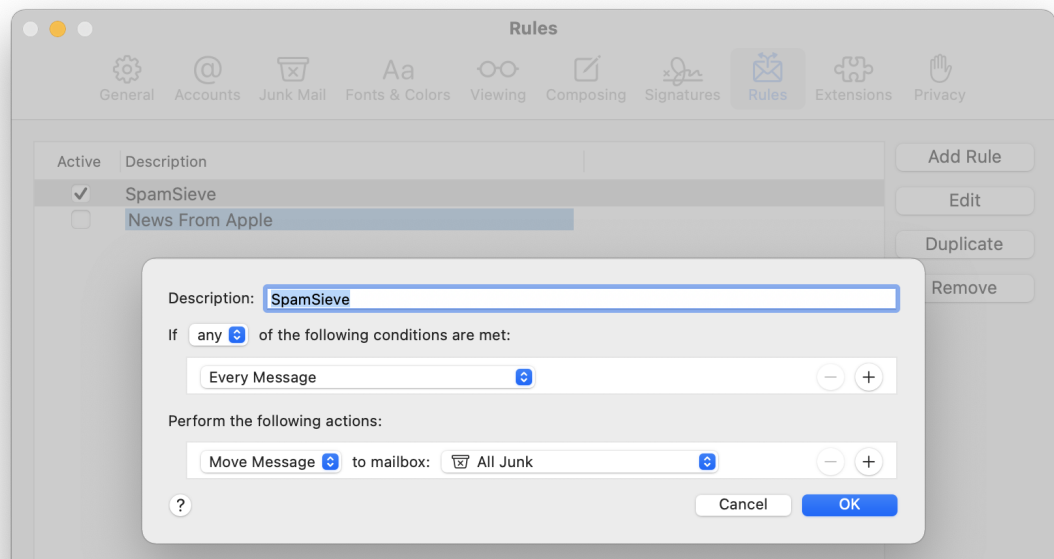 Rules
General Accounts Junk Mail Fonts & Colors Viewing Composing Signatures Rules Extensions Privacy
Active Description
Add Rule
SpamSieve
Edit
News From Apple
Duplicate
Remove
Description: SpamSieve
If any of the following conditions are met:
Every Message
Perform the following actions:
Move Message to mailbox: All Junk
? Cancel OK